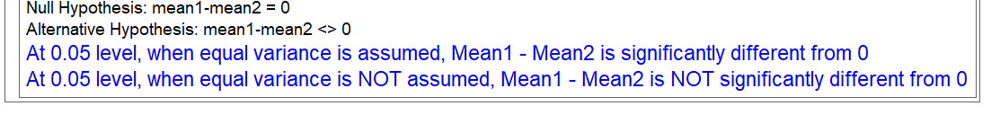 Null Hypothesis: mean1-mean2 = 0
Alternative Hypothesis: mean1-mean2 <> 0
At 0.05 level, when equal variance is assumed, Mean1 - Mean2 is significantly different from 0
At 0.05 level, when equal variance is NOT assumed, Mean1 - Mean2 is NOT significantly different from 0